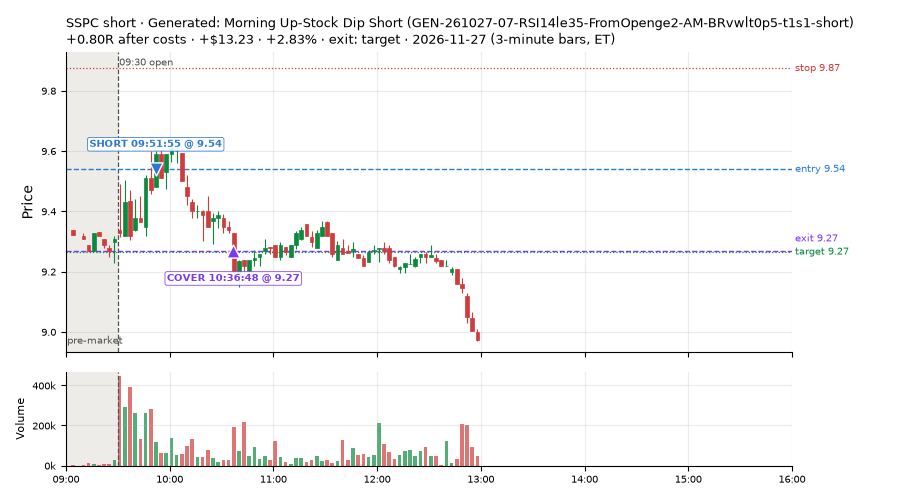 SSPC short · Generated: Morning Up-Stock Dip Short (GEN-261027-07-RSI14le35-FromOpenge2-AM-BRvwlt0p5-t1s1-short)
+0.80R after costs · +$13.23 · +2.83% · exit: target · 2026-11-27 (3-minute bars, ET)
09:30 open
stop 9.87
9.8
SHORT 09:51:55 @ 9.54
9.6
entry 9.54
Price
9.4
exit 9.27
target 9.27
9.2
COVER 10:36:48 @ 9.27
9.0
pre-market
Volume
400k
200k
0k
09:00 10:00 11:00 12:00 13:00 14:00 15:00 16:00